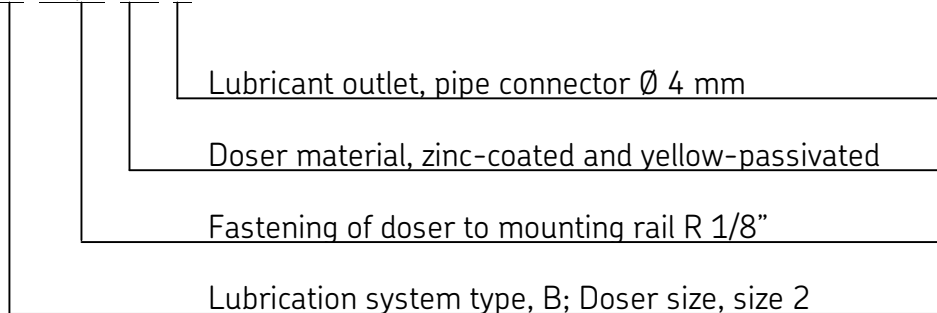 Lubricant outlet, pipe connector Ø 4 mm
Doser material, zinc-coated and yellow-passivated
Fastening of doser to mounting rail R 1/8”
Lubrication system type, B; Doser size, size 2